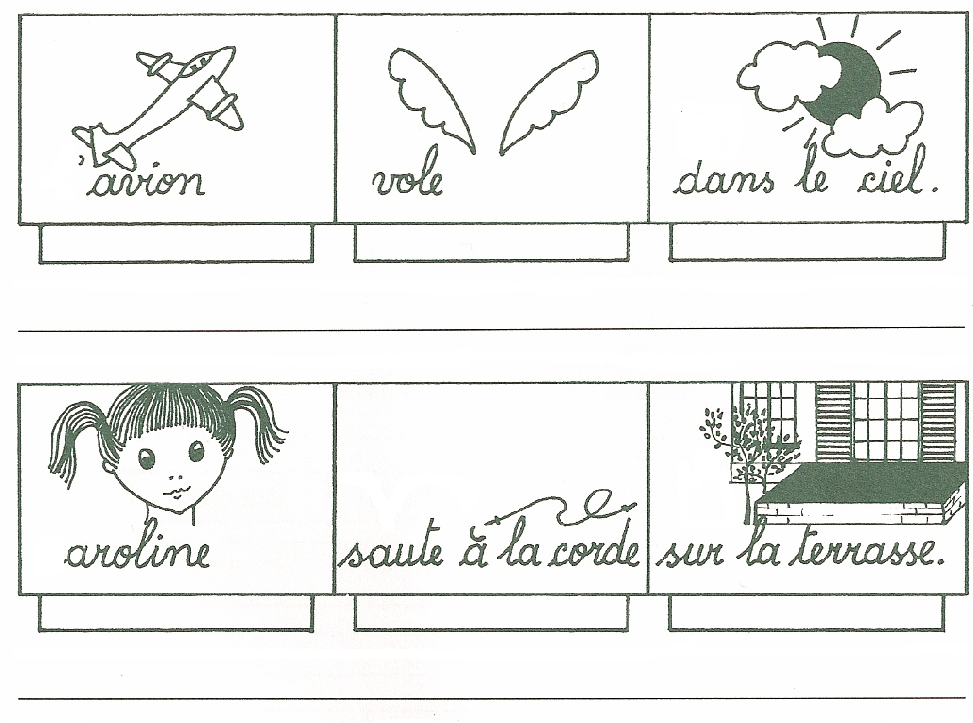 'avion vole dans le ciel.
aroline saute à la corde sur la terrasse.